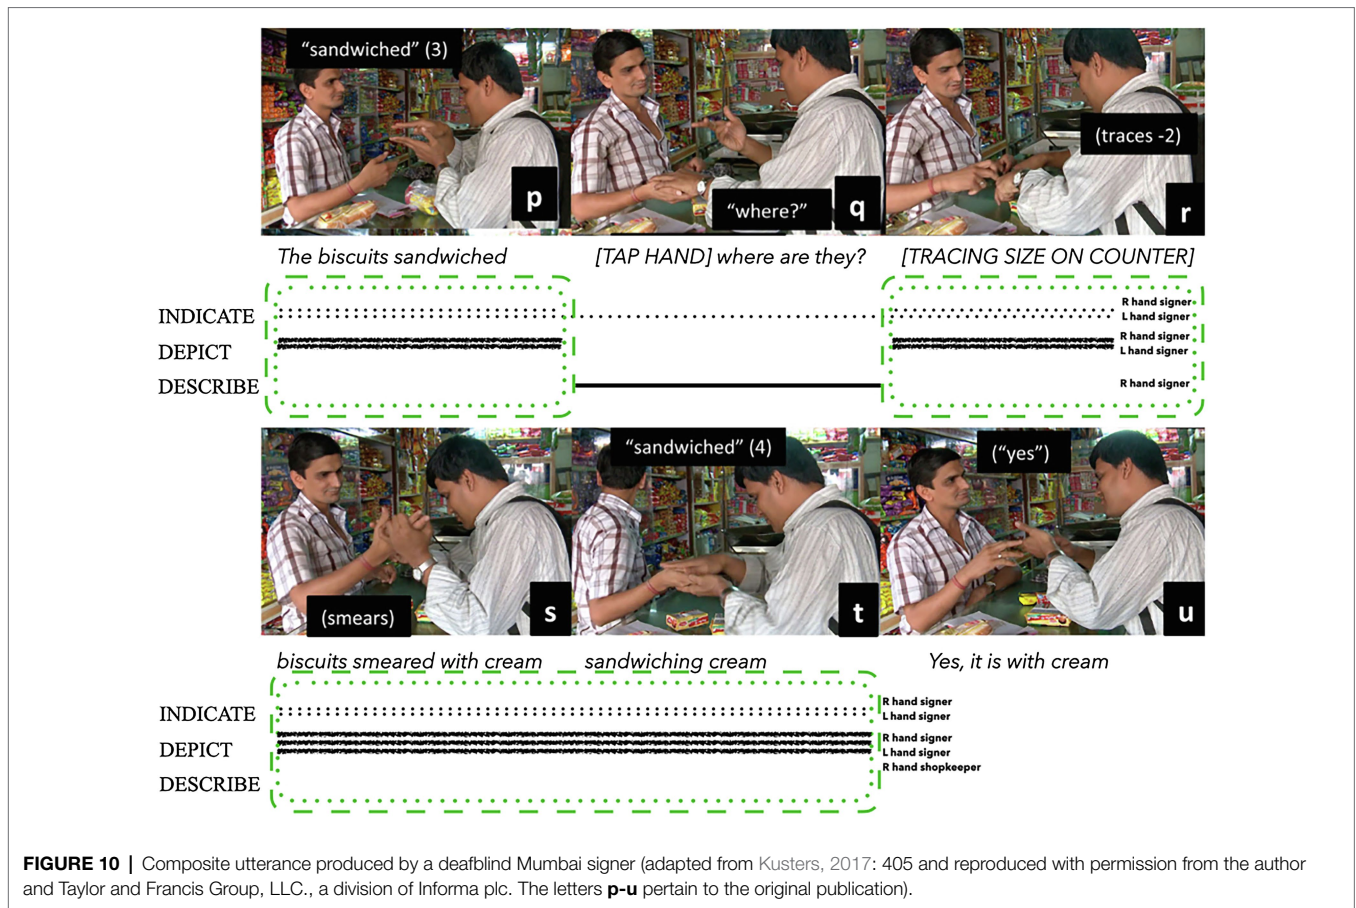 "sandwiched" (3)
p
"where?"
q
(traces -2)
r
The biscuits sandwiched
[TAP HAND] where are they?
[TRACING SIZE ON COUNTER]
INDICATE
R hand signer
L hand signer
DEPICT
R hand signer
L hand signer
DESCRIBE
R hand signer
(smears)
s
"sandwiched" (4)
t
("yes")
u
biscuits smeared with cream
sandwiching cream
Yes, it is with cream
INDICATE
R hand signer
L hand signer
DEPICT
R hand signer
L hand signer
R hand shopkeeper
DESCRIBE
FIGURE 10 | Composite utterance produced by a deafblind Mumbai signer (adapted from Kusters, 2017: 405 and reproduced with permission from the author
and Taylor and Francis Group, LLC., a division of Informa plc. The letters p-u pertain to the original publication).